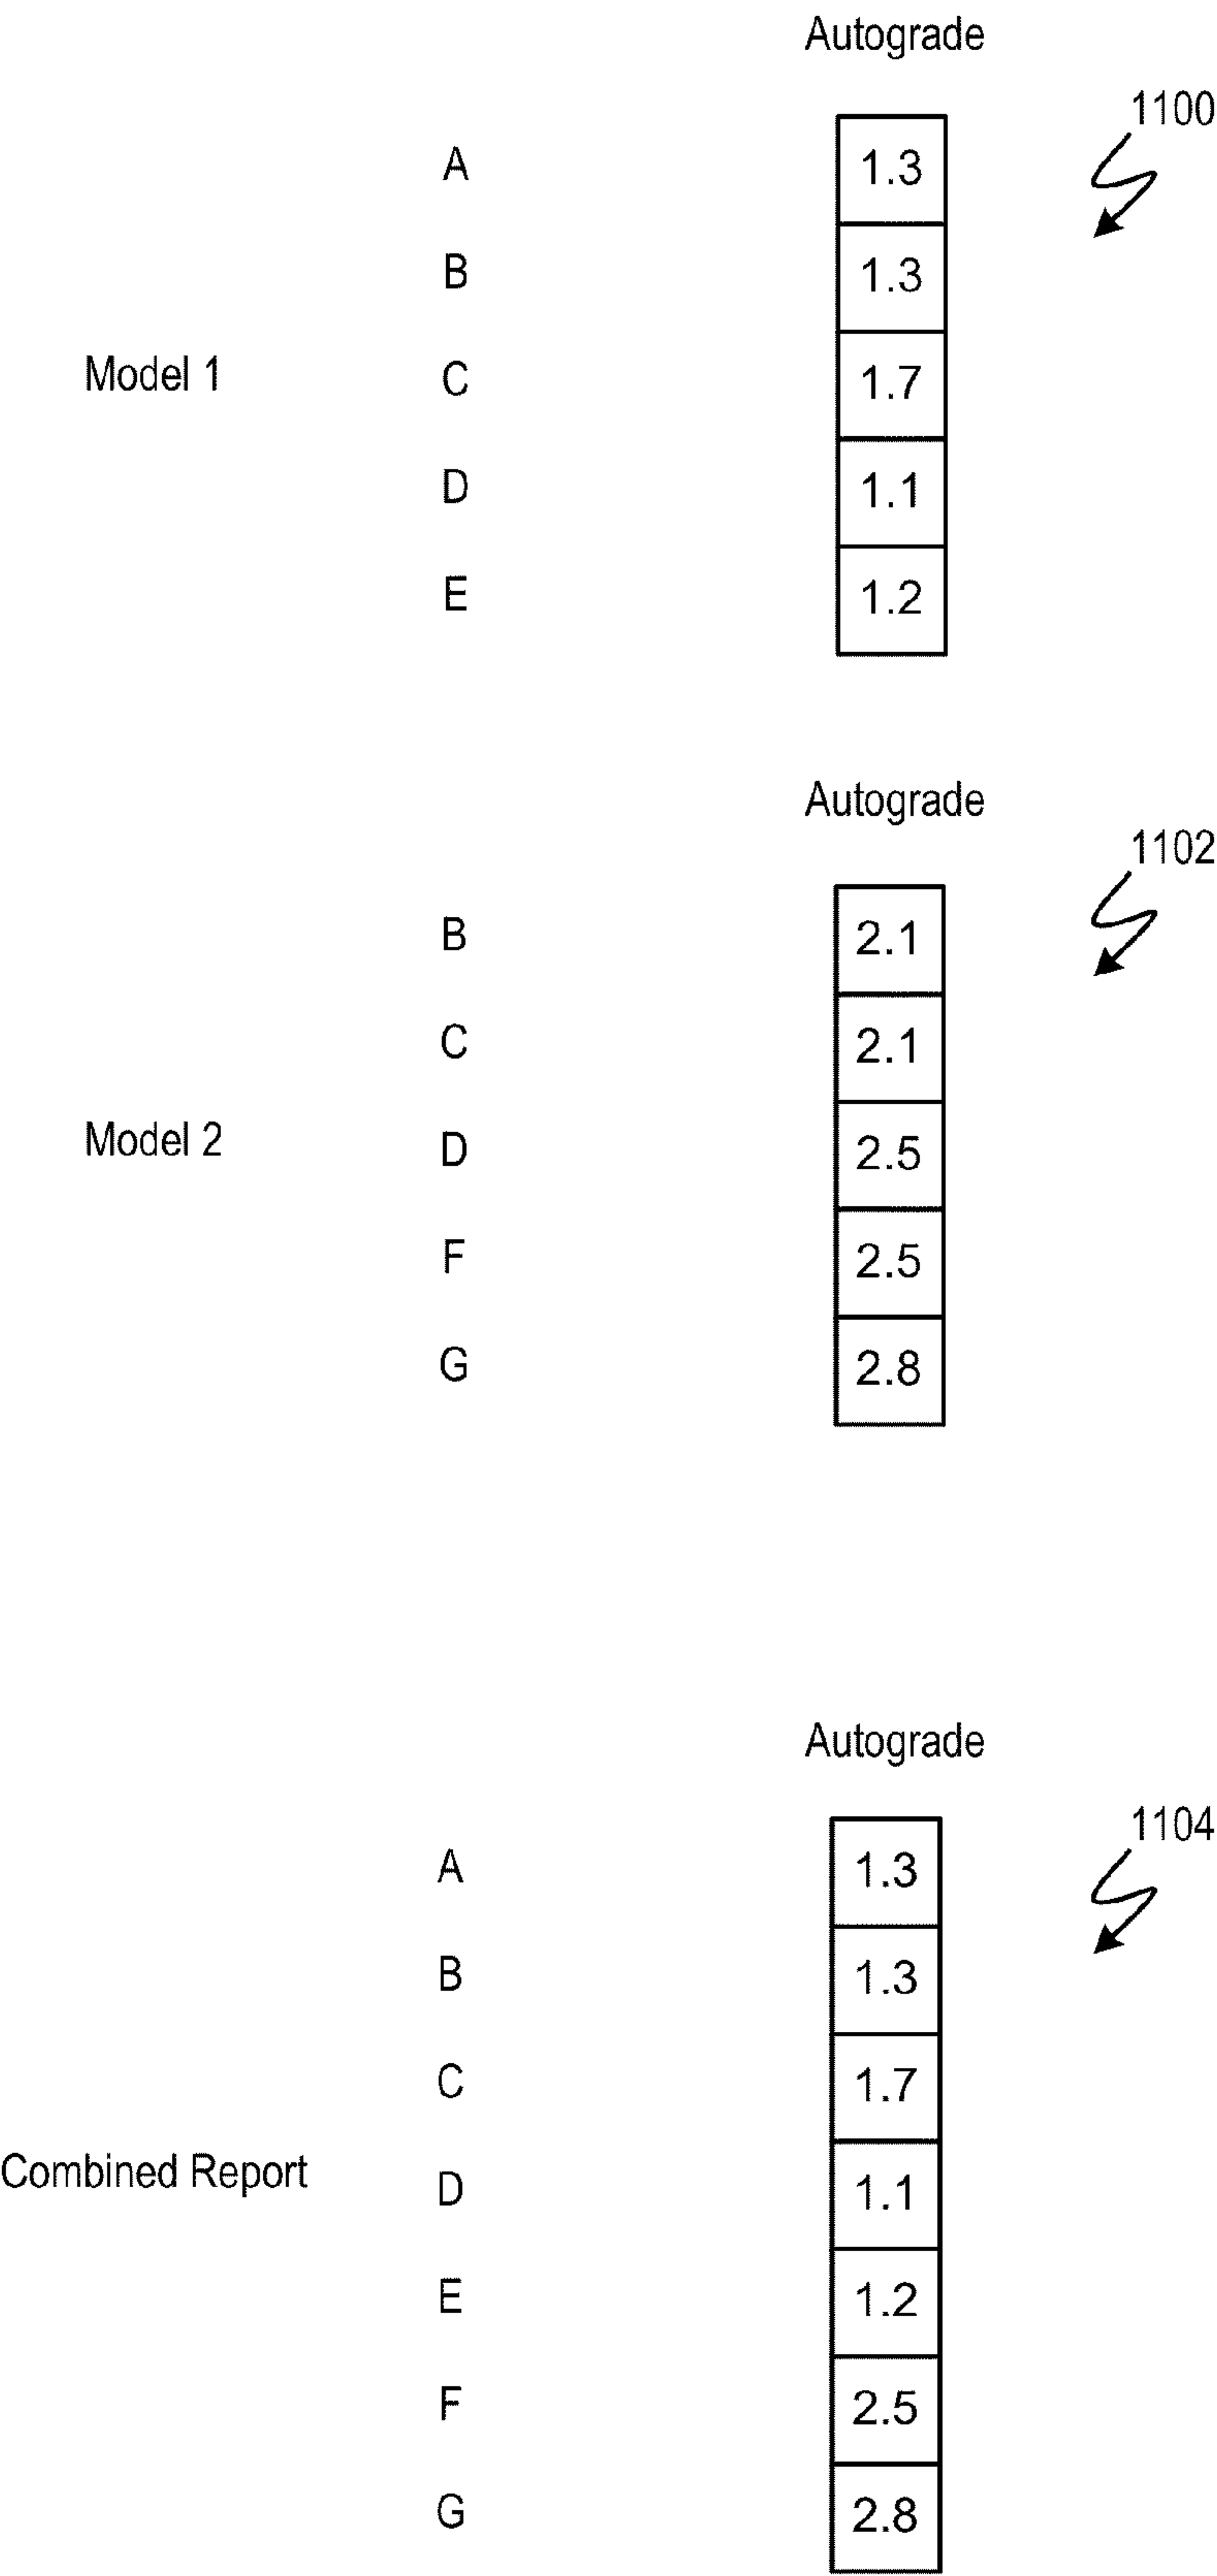 Autograde
1100
A 1.3
B 1.3
Model 1 C 1.7
D 1.1
E 1.2
Autograde
1102
B 2.1
C 2.1
Model 2 D 2.5
F 2.5
G 2.8
Autograde
1104
A 1.3
B 1.3
C 1.7
Combined Report D 1.1
E 1.2
F 2.5
G 2.8